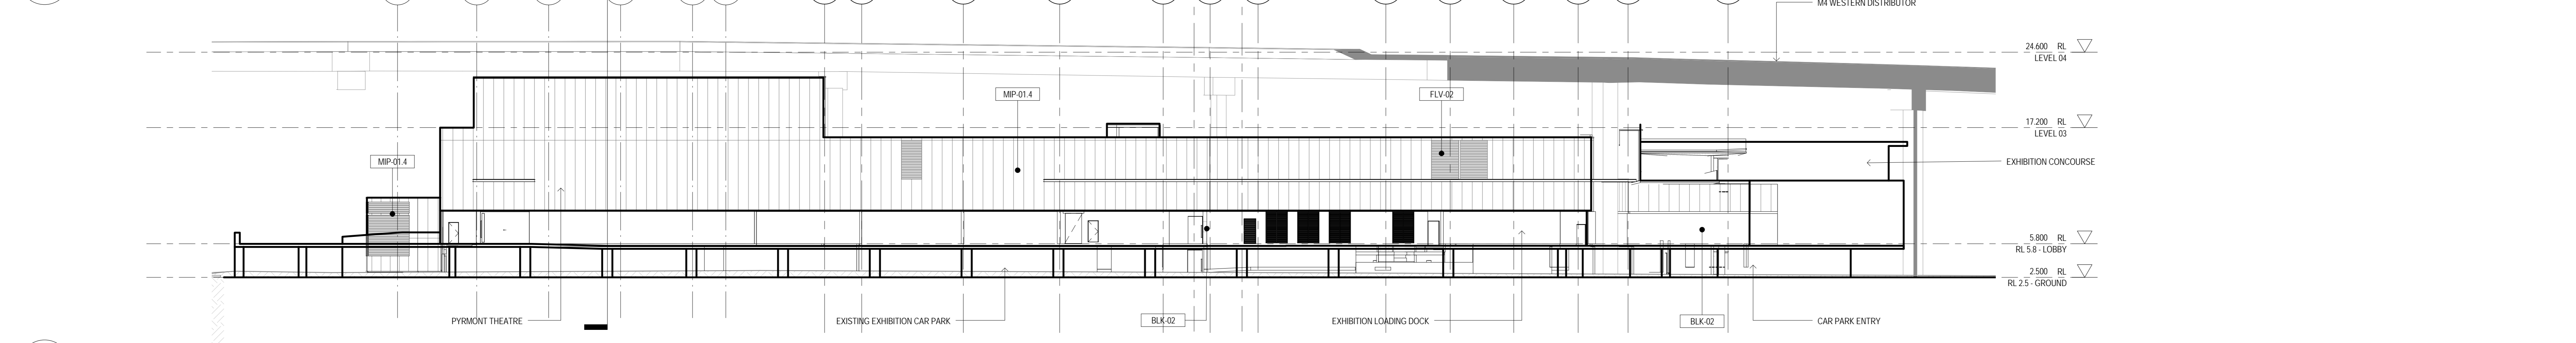 M4 WESTERN DISTRIBUTOR
24.600 RL
LEVEL 04
MIP-01.4
FLV-02
17.200 RL
LEVEL 03
MIP-01.4
EXHIBITION CONCOURSE
5.800 RL
RL 5.8 - LOBBY
2.500 RL
RL 2.5 - GROUND
PYRMONT THEATRE
EXISTING EXHIBITION CAR PARK
BLK-02
EXHIBITION LOADING DOCK
BLK-02
CAR PARK ENTRY